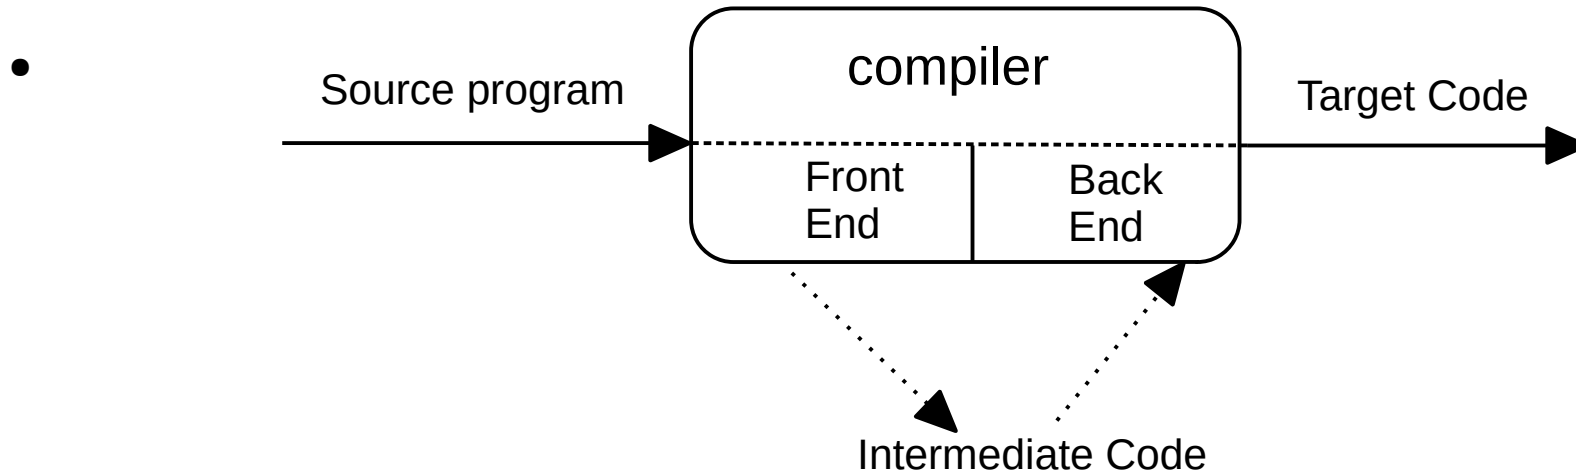 •
compiler
Source program
Target Code
Front
End
Back
End
Intermediate Code